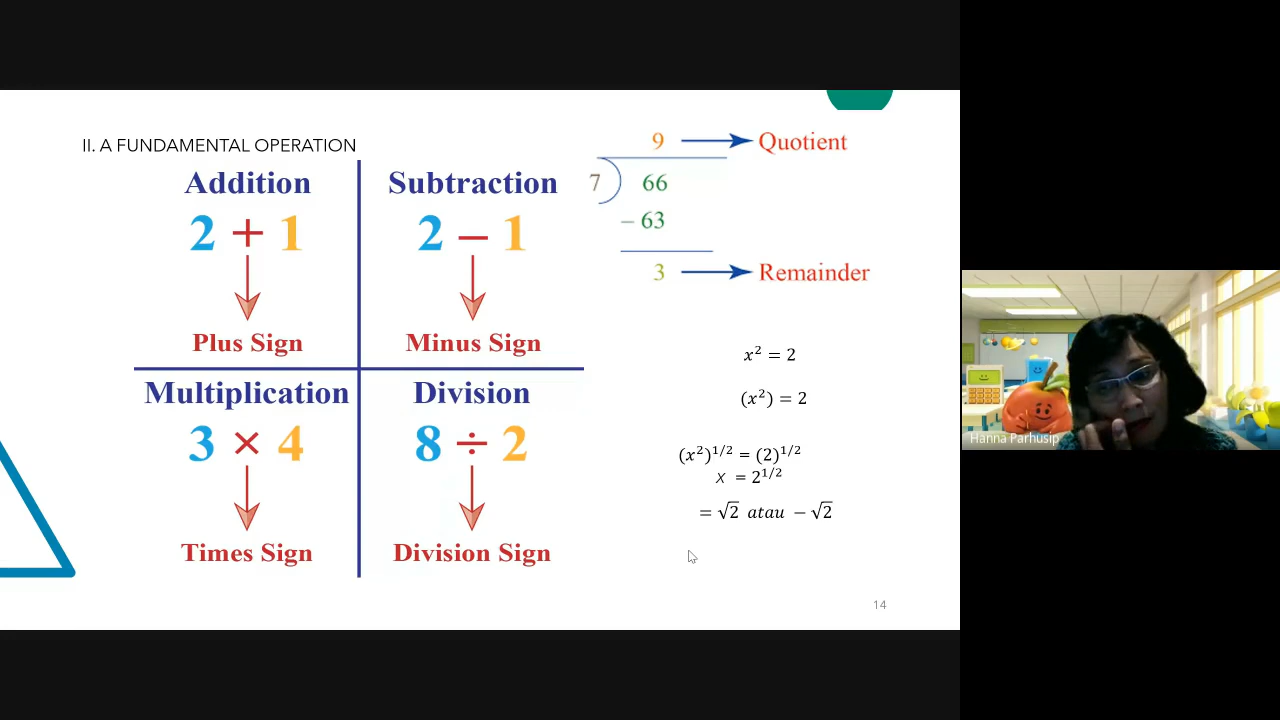 II. A FUNDAMENTAL OPERATION
Addition
2 + 1
Plus Sign
Subtraction
2 – 1
Minus Sign
Multiplication
3 × 4
Times Sign
Division
8 ÷ 2
Division Sign
9 Quotient
7 66
– 63
3 Remainder
x² = 2
(x²) = 2
(x²)^1/2 = (2)^1/2
X = 2^1/2
= √2 atau − √2
14
Hanna Parhusip